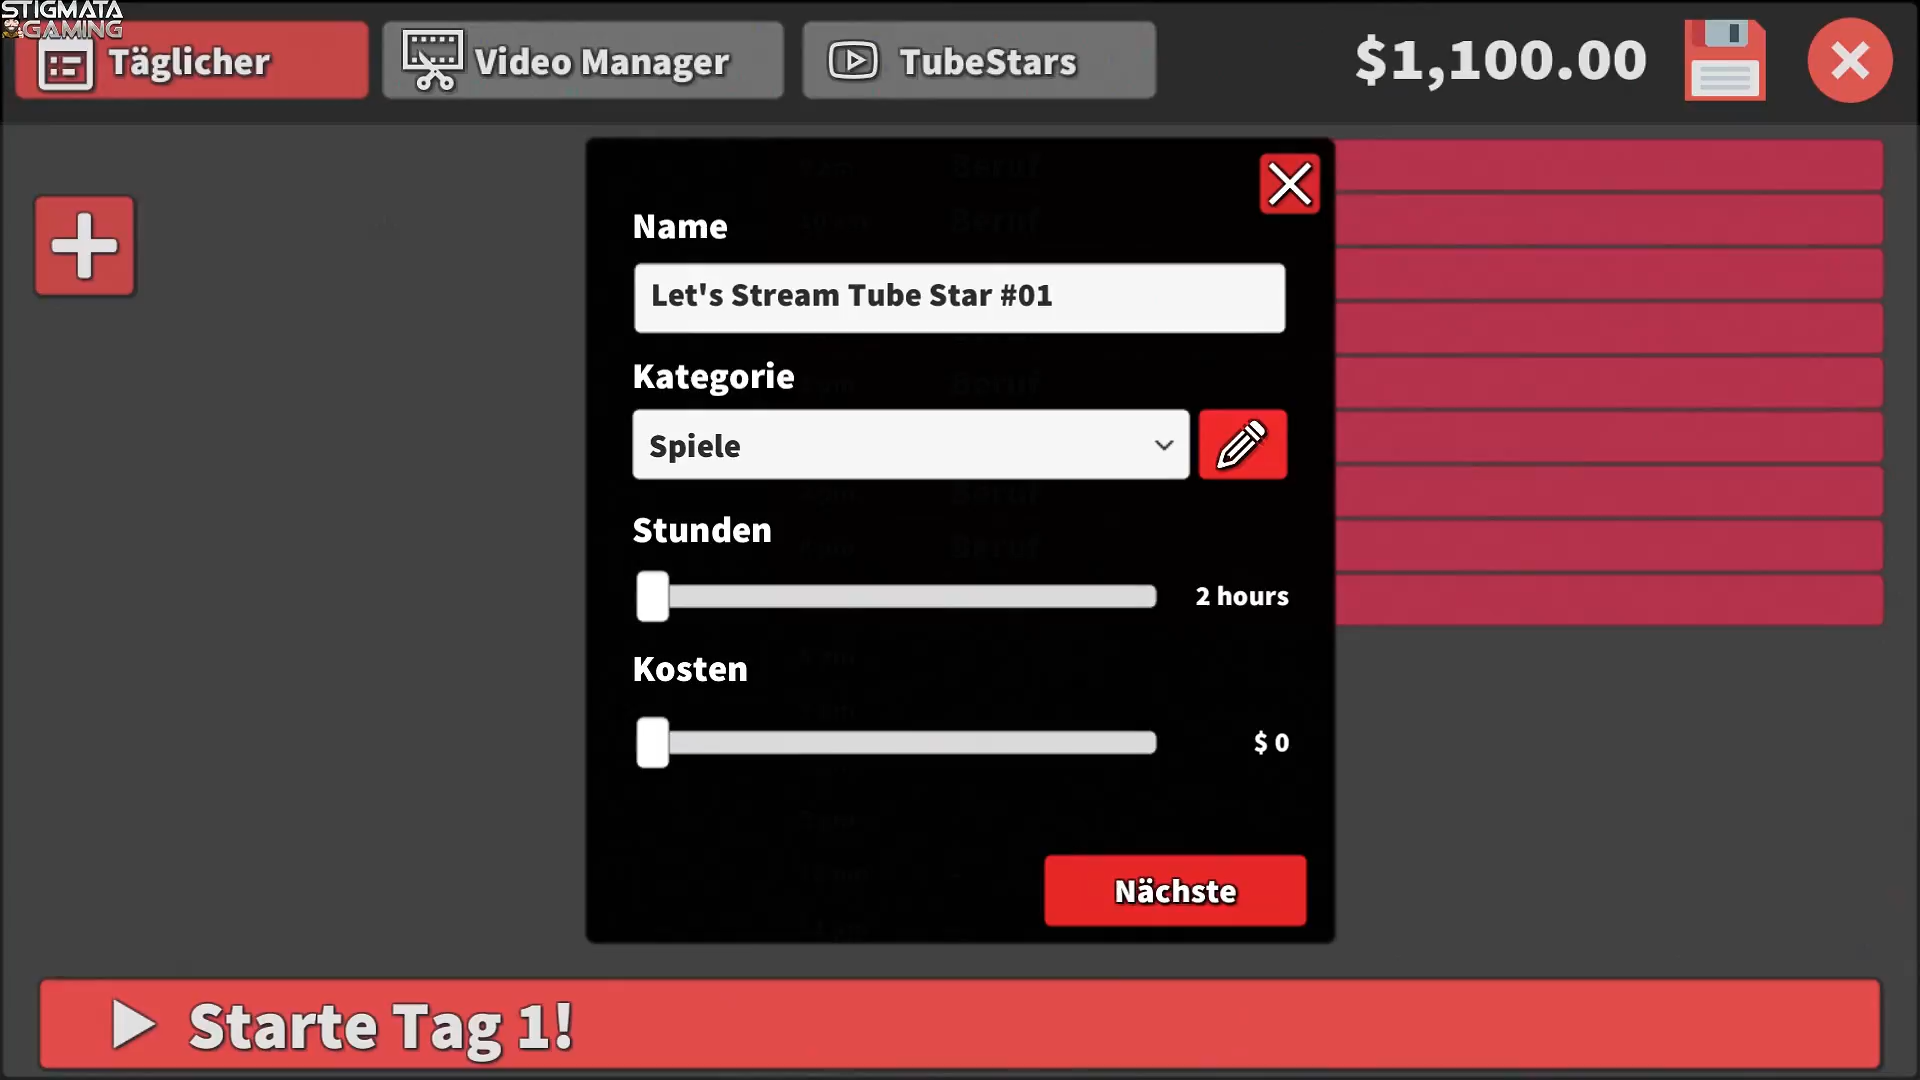 STIGMATA
GAMING
Täglicher
Video Manager
TubeStars
$1,100.00
Name
Let's Stream Tube Star #01
Kategorie
Spiele
Stunden
2 hours
Kosten
$ 0
Nächste
Starte Tag 1!